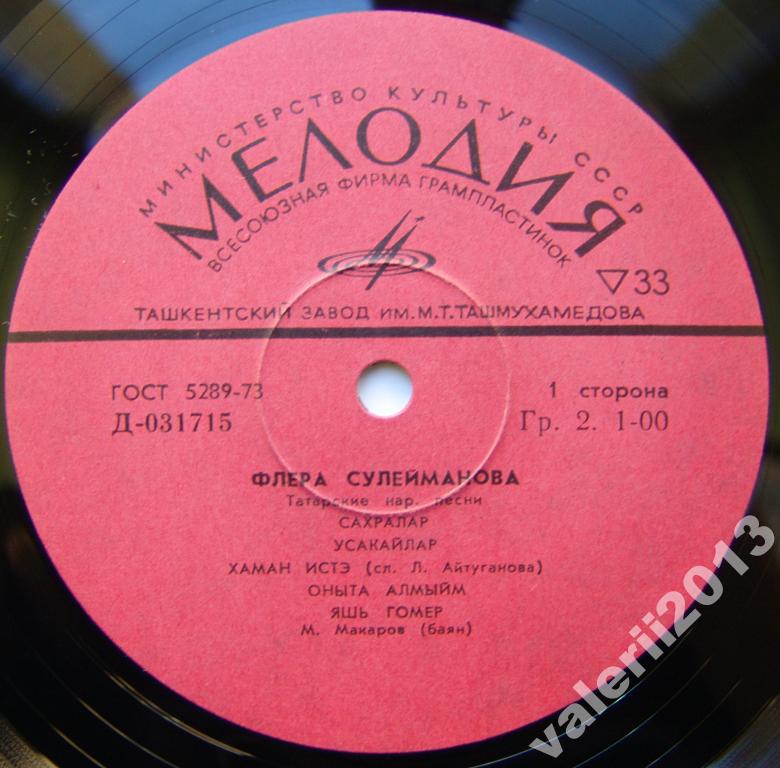 МИНИСТЕРСТВО КУЛЬТУРЫ СССР
МЕЛОДИЯ
ВСЕСОЮЗНАЯ ФИРМА ГРАМПЛАСТИНОК
▽33
ТАШКЕНТСКИЙ ЗАВОД ИМ.М.Т.ТАШМУХАМЕДОВА
ГОСТ 5289-73
1 сторона
Д-031715
Гр. 2. 1-00
ФЛЕРА СУЛЕЙМАНОВА
Татарские нар. песни
САХРАЛАР
УСАКАЙЛАР
ХАМАН ИСТЭ (сл. Л. Айтуганова)
ОНЫТА АЛМЫЙМ
ЯШЬ ГОМЕР
М. Макаров (баян)
valerii2013